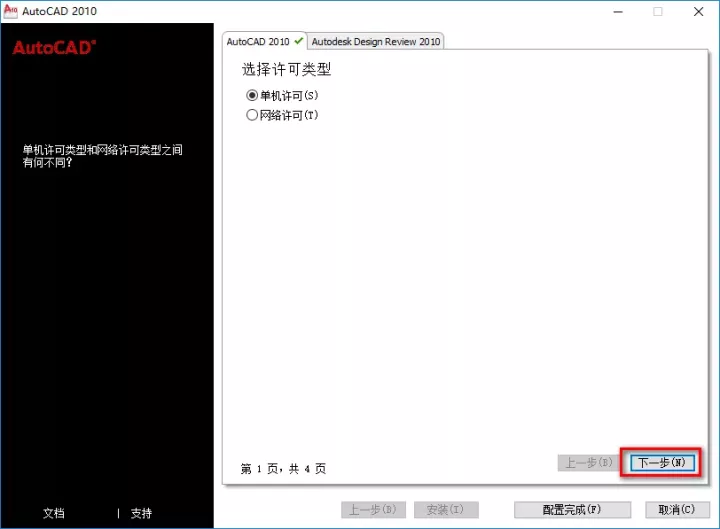 AutoCAD 2010
AutoCAD®
AutoCAD 2010
Autodesk Design Review 2010
选择许可类型
单机许可(S)
网络许可(T)
单机许可类型和网络许可类型之间
有何不同?
第 1 页，共 4 页
上一步(B)
下一步(N)
文档 | 支持
上一步(B)
安装(I)
配置完成(F)
取消(C)